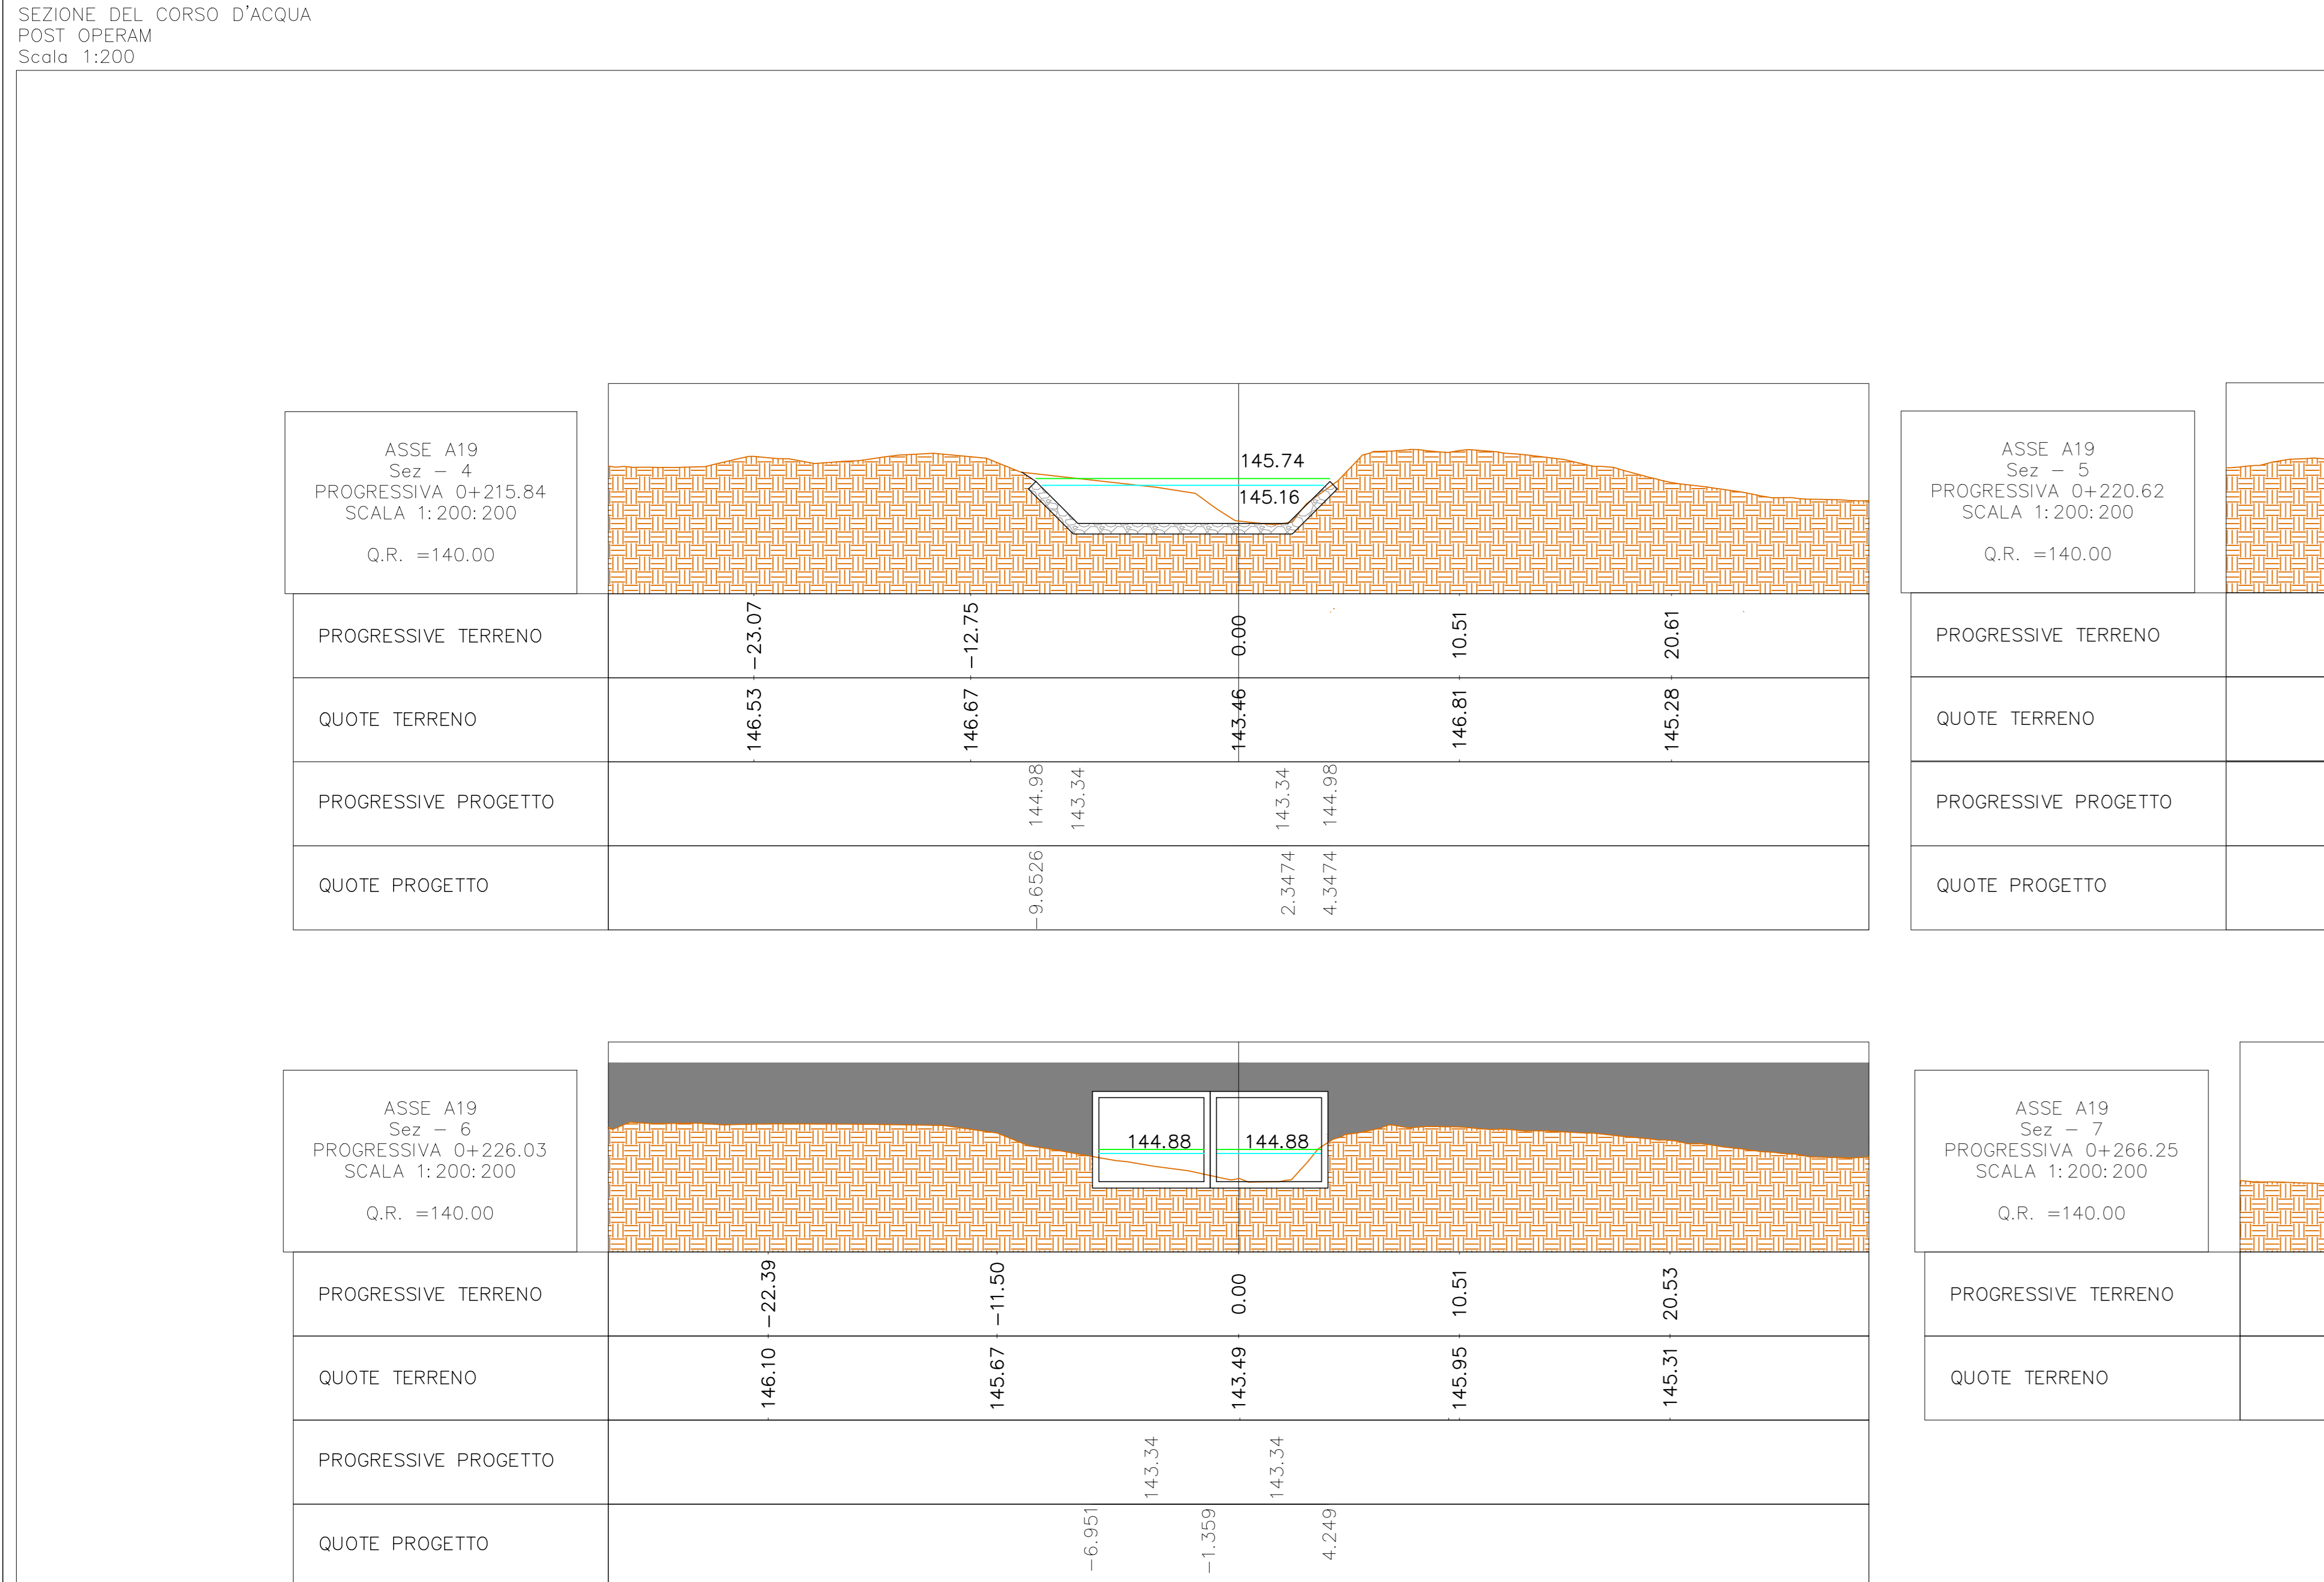 SEZIONE DEL CORSO D'ACQUA
POST OPERAM
Scala 1:200
ASSE A19
Sez – 4
PROGRESSIVA 0+215.84
SCALA 1:200:200
Q.R. =140.00
145.74
145.16
PROGRESSIVE TERRENO
–23.07
–12.75
0.00
10.51
20.61
QUOTE TERRENO
146.53
146.67
143.46
146.81
145.28
PROGRESSIVE PROGETTO
144.98
143.34
143.34
144.98
QUOTE PROGETTO
–9.6526
2.3474
4.3474
ASSE A19
Sez – 5
PROGRESSIVA 0+220.62
SCALA 1:200:200
Q.R. =140.00
PROGRESSIVE TERRENO
QUOTE TERRENO
PROGRESSIVE PROGETTO
QUOTE PROGETTO
ASSE A19
Sez – 6
PROGRESSIVA 0+226.03
SCALA 1:200:200
Q.R. =140.00
144.88
144.88
PROGRESSIVE TERRENO
–22.39
–11.50
0.00
10.51
20.53
QUOTE TERRENO
146.10
145.67
143.49
145.95
145.31
PROGRESSIVE PROGETTO
143.34
143.34
QUOTE PROGETTO
–6.951
–1.359
4.249
ASSE A19
Sez – 7
PROGRESSIVA 0+266.25
SCALA 1:200:200
Q.R. =140.00
PROGRESSIVE TERRENO
QUOTE TERRENO